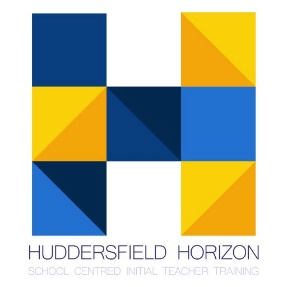 HUDDERSFIELD HORIZON
SCHOOL CENTRED INITIAL TEACHER TRAINING